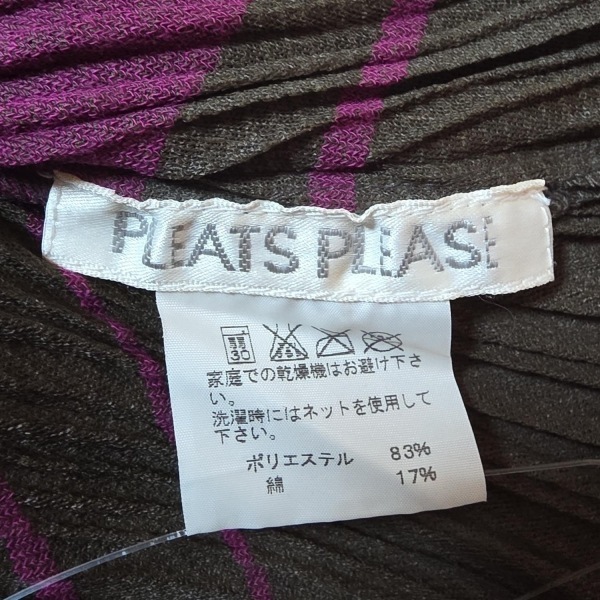 PLEATS PLEASE
弱
30
家庭での乾燥機はお避け下さ
い。
洗濯時にはネットを使用して
下さい。
ポリエステル 83%
綿 17%